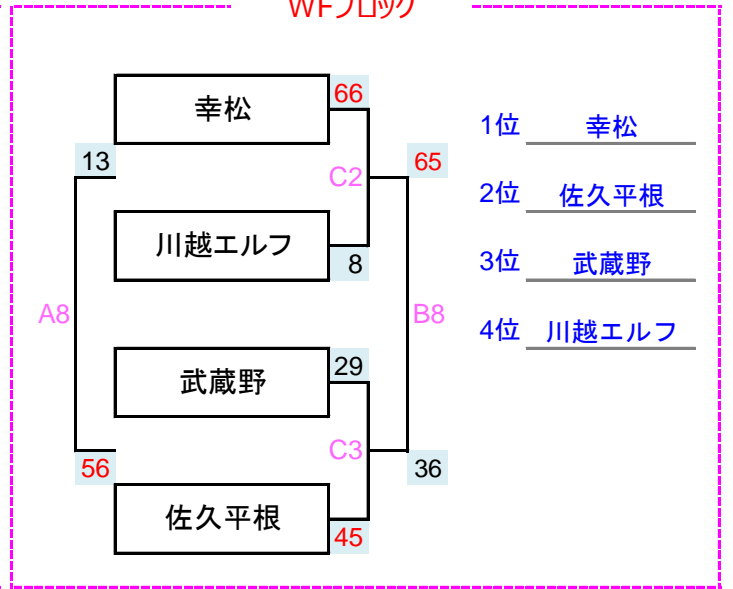 WFブロック
幸松
66
1位 幸松
13
C2
65
2位 佐久平根
川越エルフ
8
3位 武蔵野
A8
B8
4位 川越エルフ
武蔵野
29
C3
56
36
佐久平根
45